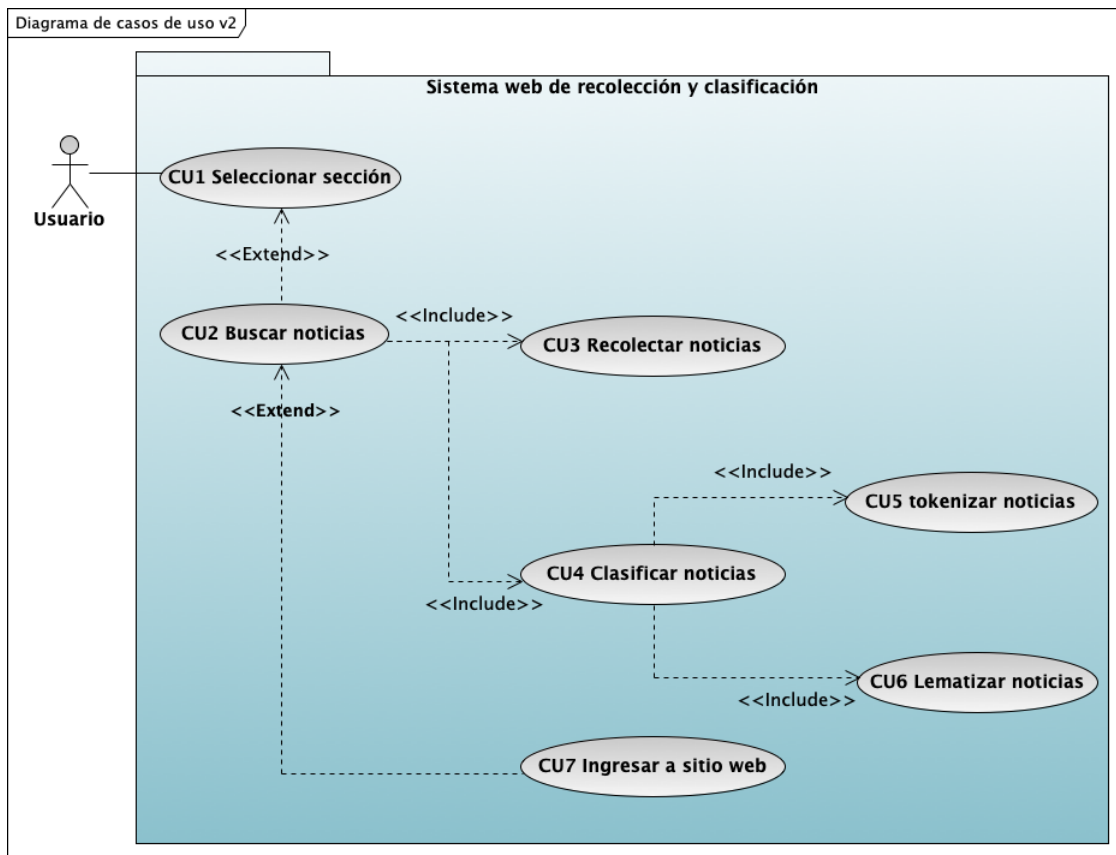 Diagrama de casos de uso v2
Sistema web de recolección y clasificación
Usuario
CU1 Seleccionar sección
<<Extend>>
CU2 Buscar noticias
<<Include>>
CU3 Recolectar noticias
<<Extend>>
<<Include>>
CU5 tokenizar noticias
CU4 Clasificar noticias
<<Include>>
CU6 Lematizar noticias
<<Include>>
CU7 Ingresar a sitio web